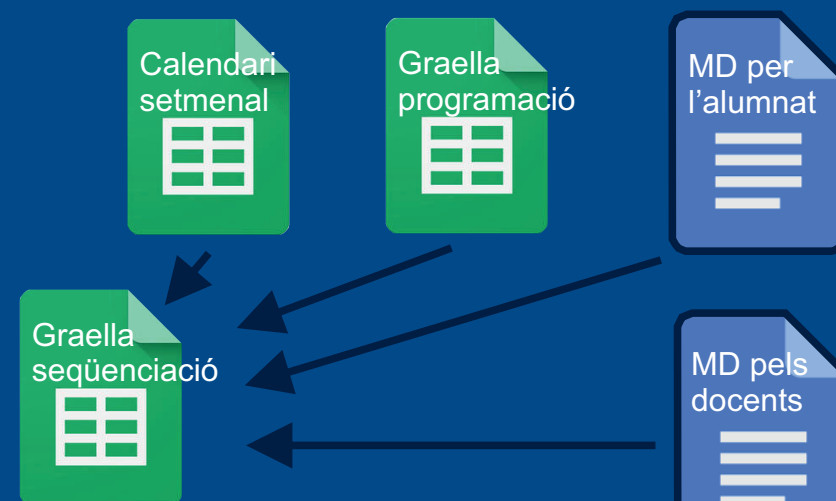 Calendari
setmenal
Graella
programació
MD per
l’alumnat
Graella
seqüenciació
MD pels
docents